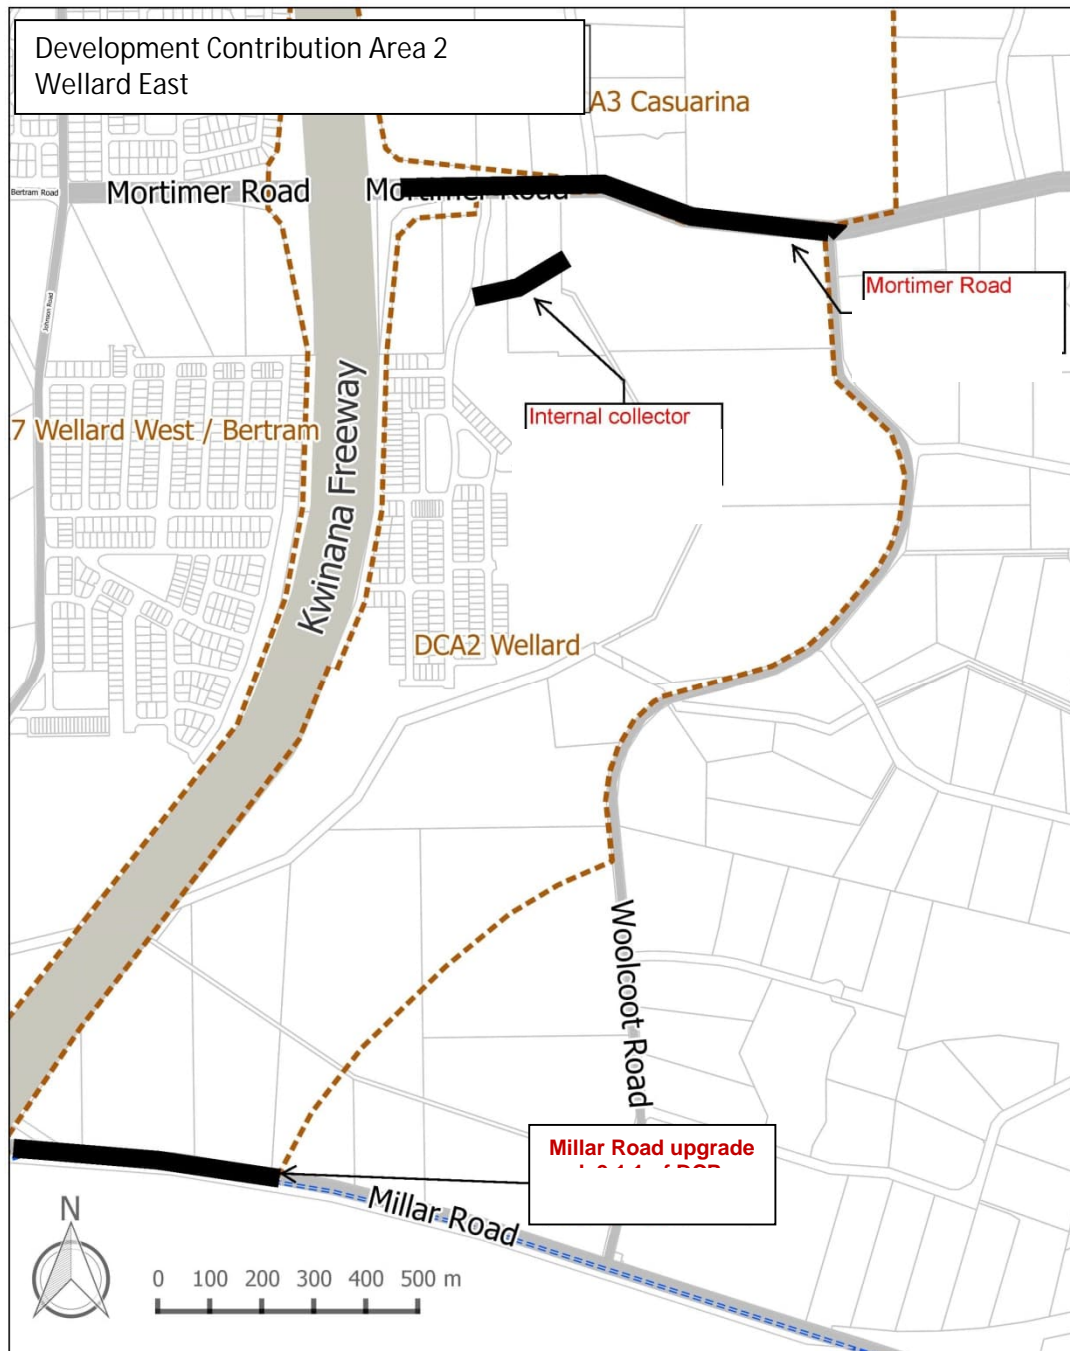 Development Contribution Area 2
Wellard East
A3 Casuarina
Bertram Road
Mortimer Road
Mortimer Road
Mortimer Road
Johnson Road
Internal collector
7 Wellard West / Bertram
Kwinana Freeway
DCA2 Wellard
Woolcoot Road
Millar Road upgrade
Millar Road
N
0 100 200 300 400 500 m